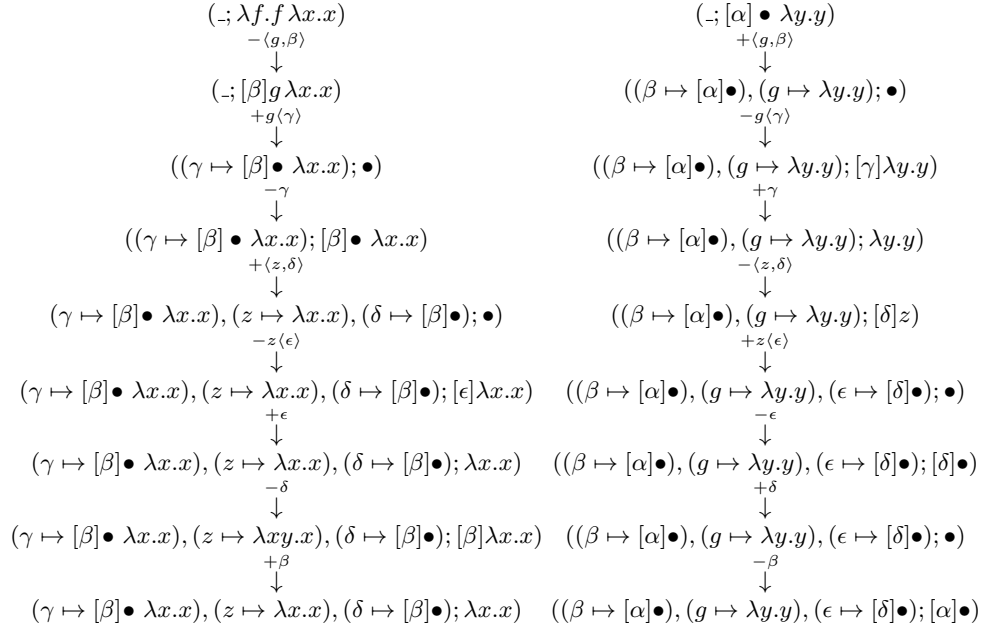 (_; λf.f λx.x)
−⟨g,β⟩
↓
(_; [β]g λx.x)
+g⟨γ⟩
↓
((γ ↦ [β]• λx.x); •)
−γ
↓
((γ ↦ [β] • λx.x); [β]• λx.x)
+⟨z,δ⟩
↓
(γ ↦ [β]• λx.x), (z ↦ λx.x), (δ ↦ [β]•); •)
−z⟨ϵ⟩
↓
(γ ↦ [β]• λx.x), (z ↦ λx.x), (δ ↦ [β]•); [ϵ]λx.x)
+ϵ
↓
(γ ↦ [β]• λx.x), (z ↦ λx.x), (δ ↦ [β]•); λx.x)
−δ
↓
(γ ↦ [β]• λx.x), (z ↦ λxy.x), (δ ↦ [β]•); [β]λx.x)
+β
↓
(γ ↦ [β]• λx.x), (z ↦ λx.x), (δ ↦ [β]•); λx.x)
(_; [α] • λy.y)
+⟨g,β⟩
↓
((β ↦ [α]•), (g ↦ λy.y); •)
−g⟨γ⟩
↓
((β ↦ [α]•), (g ↦ λy.y); [γ]λy.y)
+γ
↓
((β ↦ [α]•), (g ↦ λy.y); λy.y)
−⟨z,δ⟩
↓
((β ↦ [α]•), (g ↦ λy.y); [δ]z)
+z⟨ϵ⟩
↓
((β ↦ [α]•), (g ↦ λy.y), (ϵ ↦ [δ]•); •)
−ϵ
↓
((β ↦ [α]•), (g ↦ λy.y), (ϵ ↦ [δ]•); [δ]•)
+δ
↓
((β ↦ [α]•), (g ↦ λy.y), (ϵ ↦ [δ]•); •)
−β
↓
((β ↦ [α]•), (g ↦ λy.y), (ϵ ↦ [δ]•); [α]•)